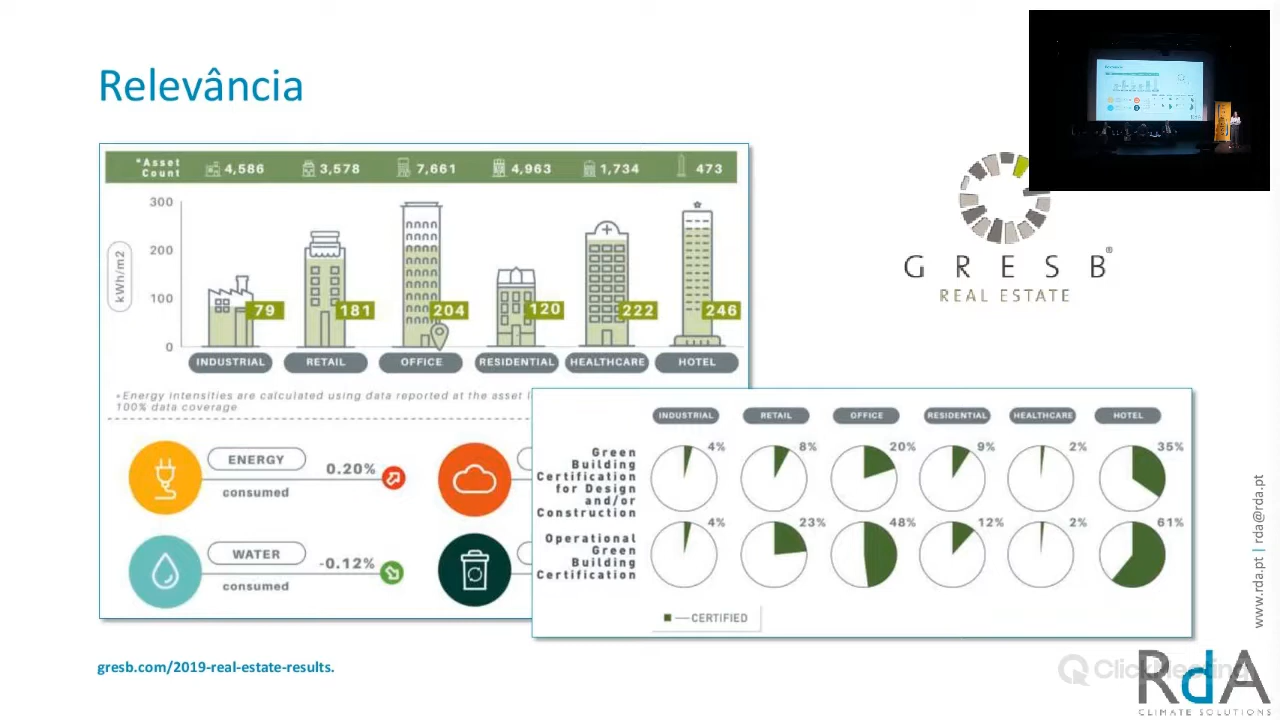 Relevância
*Asset
Count
4,586
3,578
7,661
4,963
1,734
473
300
200
100
0
kWh/m2
79
181
204
120
222
246
INDUSTRIAL
RETAIL
OFFICE
RESIDENTIAL
HEALTHCARE
HOTEL
*Energy intensities are calculated using data reported at the asset
100% data coverage
ENERGY
0.20%
consumed
WATER
-0.12%
consumed
GRESB®
REAL ESTATE
INDUSTRIAL
RETAIL
OFFICE
RESIDENTIAL
HEALTHCARE
HOTEL
Green
Building
Certification
for Design
and/or
Construction
4%
8%
20%
9%
2%
35%
Operational
Green
Building
Certification
4%
23%
48%
12%
2%
61%
CERTIFIED
gresb.com/2019-real-estate-results.
www.rda.pt | rda@rda.pt
ClickMeeting
RdA
CLIMATE SOLUTIONS